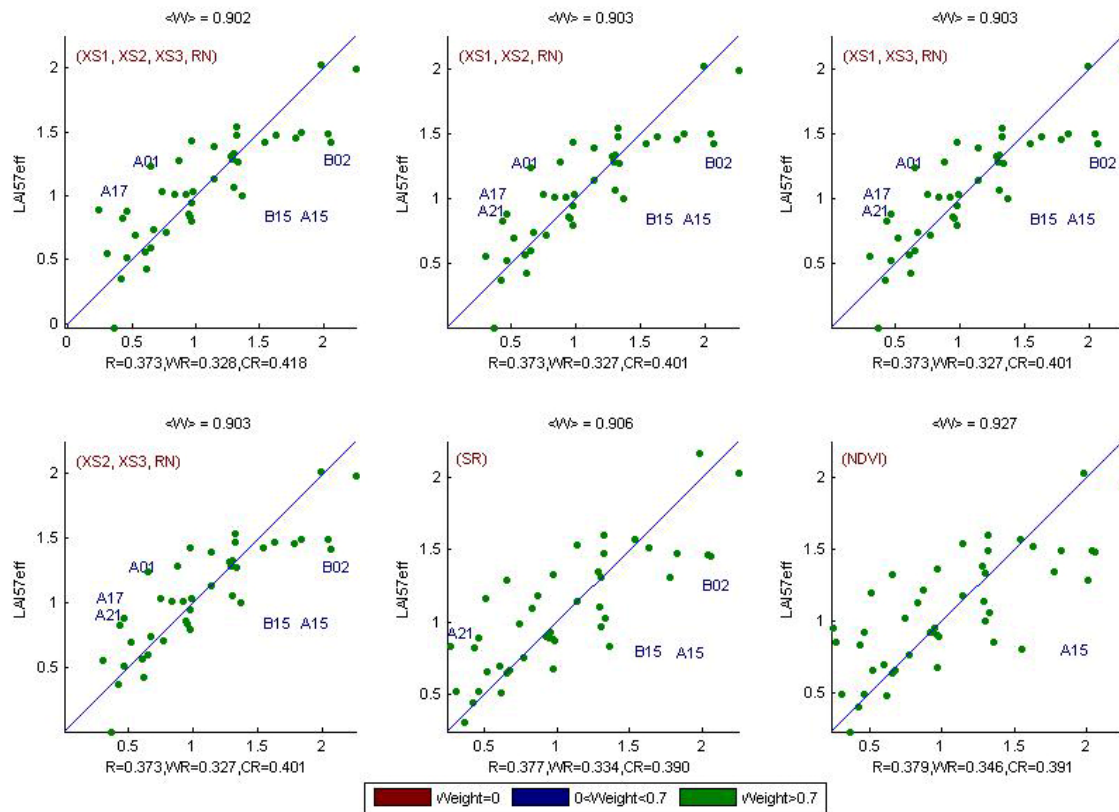 <W> = 0.902
(XS1, XS2, XS3, RN)
LAI57eff
2
1.5
1
0.5
0
A01
A17
B02
B15 A15
0 0.5 1 1.5 2
R=0.373,WR=0.328,CR=0.418
<W> = 0.903
(XS1, XS2, RN)
LAI57eff
2
1.5
1
0.5
A01
A17
A21
B02
B15 A15
0.5 1 1.5 2
R=0.373,WR=0.327,CR=0.401
<W> = 0.903
(XS1, XS3, RN)
LAI57eff
2
1.5
1
0.5
A01
A17
A21
B02
B15 A15
0.5 1 1.5 2
R=0.373,WR=0.327,CR=0.401
<W> = 0.903
(XS2, XS3, RN)
LAI57eff
2
1.5
1
0.5
A01
A17
A21
B02
B15 A15
0.5 1 1.5 2
R=0.373,WR=0.327,CR=0.401
<W> = 0.906
(SR)
LAI57eff
2
1.5
1
0.5
A21
B02
B15 A15
0.5 1 1.5 2
R=0.377,WR=0.334,CR=0.390
<W> = 0.927
(NDVI)
LAI57eff
2
1.5
1
0.5
A15
0.5 1 1.5 2
R=0.379,WR=0.346,CR=0.391
Weight=0 0<Weight<0.7 Weight>0.7